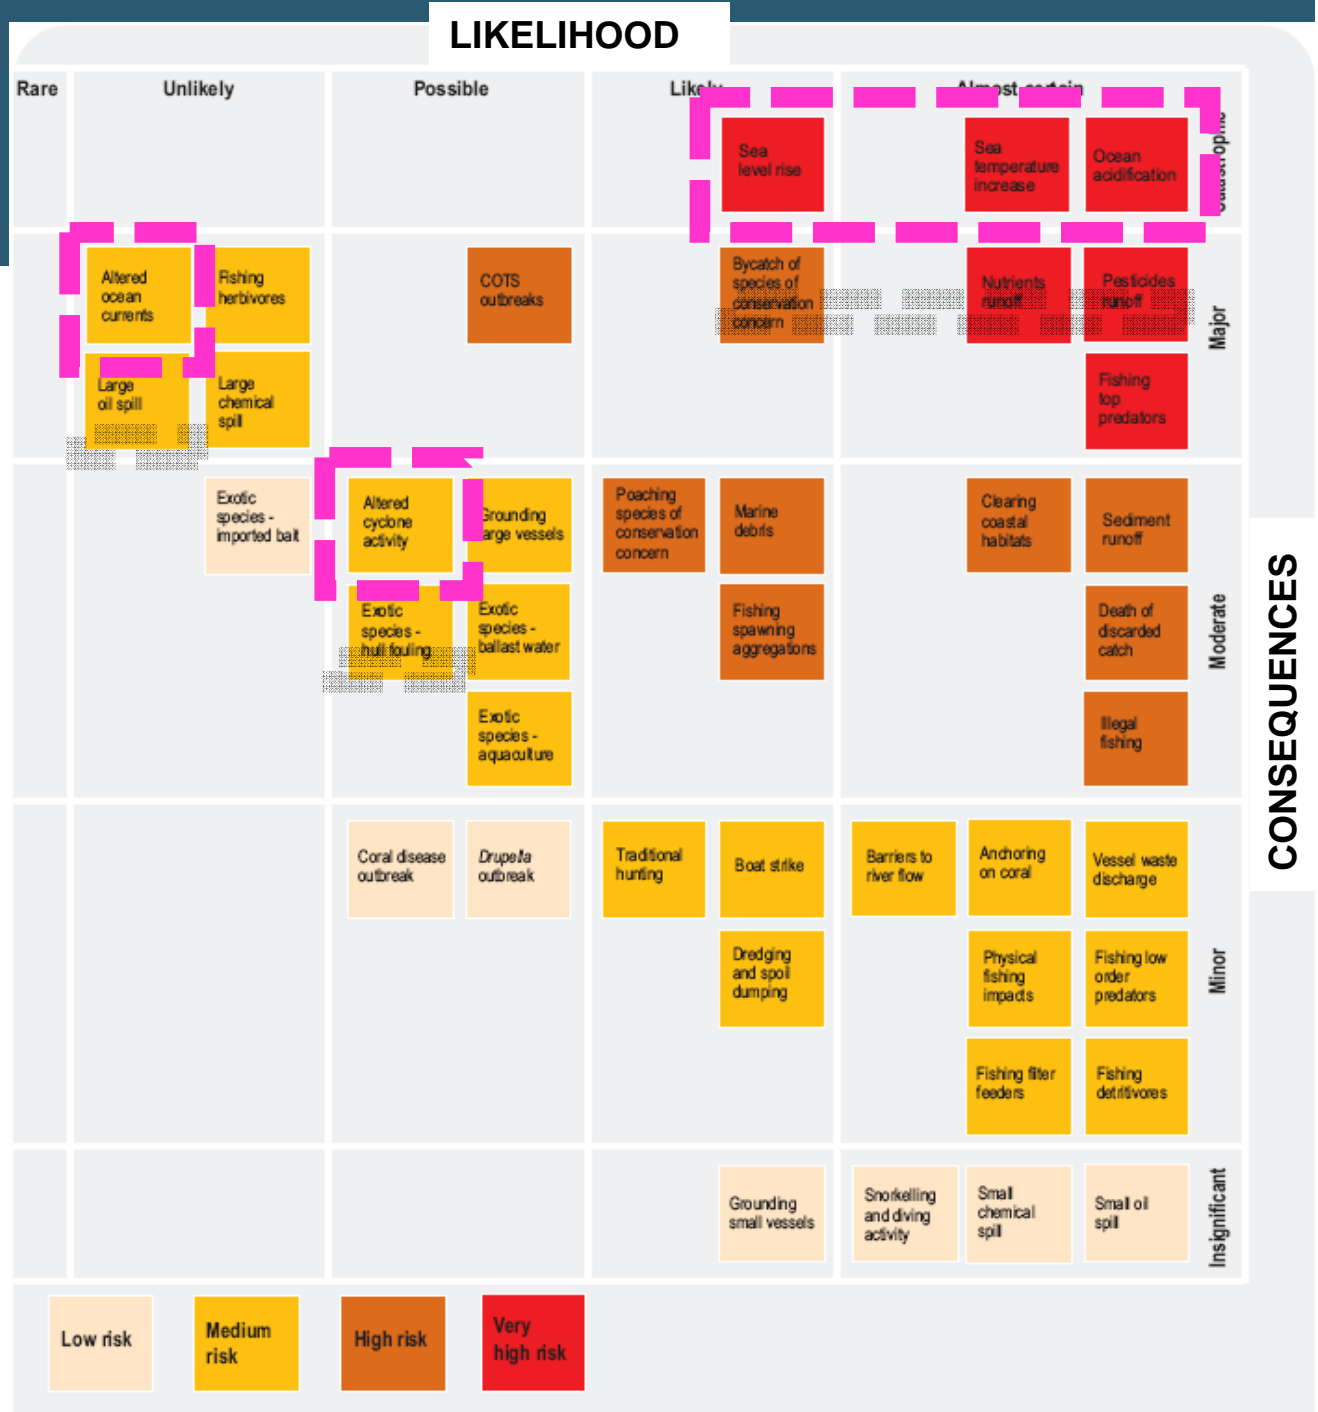 LIKELIHOOD
Rare
Unlikely
Possible
Likely
Almost certain
Catastrophic
Sea
level rise
Sea
temperature
increase
Ocean
acidification
Altered
ocean
currents
Fishing
herbivores
COTS
outbreaks
Bycatch of
species of
conservation
concern
Nutrients
runoff
Pesticides
runoff
Major
Large
oil spill
Large
chemical
spill
Fishing
top
predators
Exotic
species -
imported bait
Altered
cyclone
activity
Grounding
large vessels
Poaching
species of
conservation
concern
Marine
debris
Clearing
coastal
habitats
Sediment
runoff
Exotic
species -
hull fouling
Exotic
species -
ballast water
Fishing
spawning
aggregations
Death of
discarded
catch
Moderate
CONSEQUENCES
Exotic
species -
aquaculture
Illegal
fishing
Coral disease
outbreak
Drupella
outbreak
Traditional
hunting
Boat strike
Barriers to
river flow
Anchoring
on coral
Vessel waste
discharge
Dredging
and spoil
dumping
Physical
fishing
impacts
Fishing low
order
predators
Minor
Fishing filter
feeders
Fishing
detritivores
Grounding
small vessels
Snorkelling
and diving
activity
Small
chemical
spill
Small oil
spill
Insignificant
Low risk
Medium
risk
High risk
Very
high risk